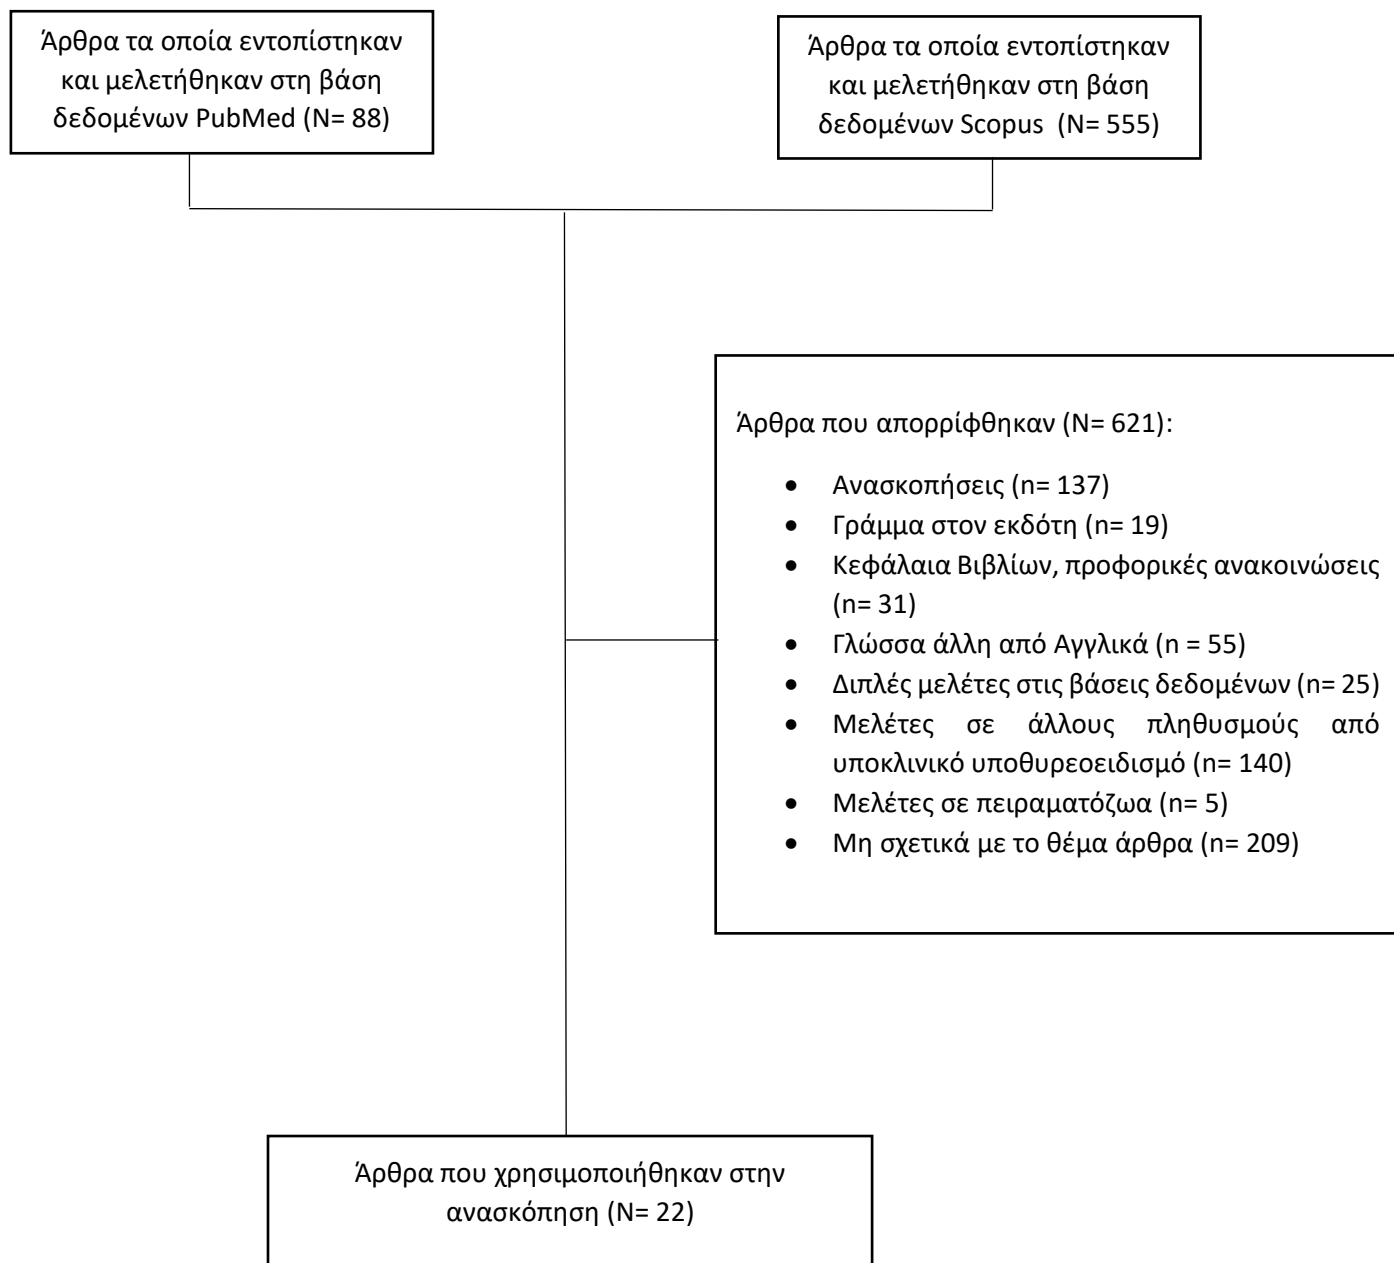 Άρθρα τα οποία εντοπίστηκαν
και μελετήθηκαν στη βάση
δεδομένων PubMed (N= 88)
Άρθρα τα οποία εντοπίστηκαν
και μελετήθηκαν στη βάση
δεδομένων Scopus (N= 555)
Άρθρα που απορρίφθηκαν (N= 621):
• Ανασκοπήσεις (n= 137)
• Γράμμα στον εκδότη (n= 19)
• Κεφάλαια Βιβλίων, προφορικές ανακοινώσεις
(n= 31)
• Γλώσσα άλλη από Αγγλικά (n = 55)
• Διπλές μελέτες στις βάσεις δεδομένων (n= 25)
• Μελέτες σε άλλους πληθυσμούς από
υποκλινικό υποθυρεοειδισμό (n= 140)
• Μελέτες σε πειραματόζωα (n= 5)
• Μη σχετικά με το θέμα άρθρα (n= 209)
Άρθρα που χρησιμοποιήθηκαν στην
ανασκόπηση (N= 22)